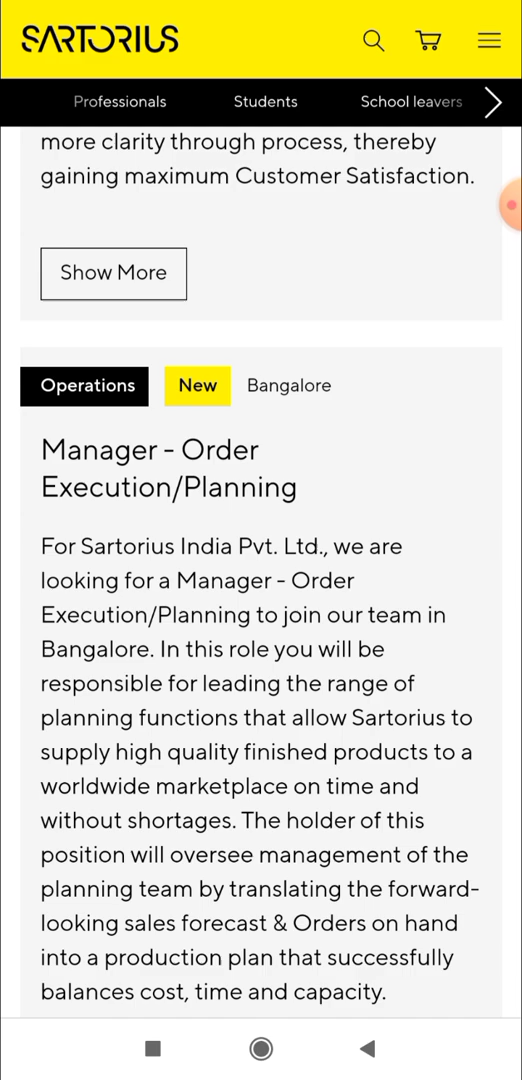 SARTORIUS
Professionals Students School leavers
more clarity through process, thereby
gaining maximum Customer Satisfaction.
Show More
Operations New Bangalore
Manager - Order
Execution/Planning
For Sartorius India Pvt. Ltd., we are
looking for a Manager - Order
Execution/Planning to join our team in
Bangalore. In this role you will be
responsible for leading the range of
planning functions that allow Sartorius to
supply high quality finished products to a
worldwide marketplace on time and
without shortages. The holder of this
position will oversee management of the
planning team by translating the forward-
looking sales forecast & Orders on hand
into a production plan that successfully
balances cost, time and capacity.